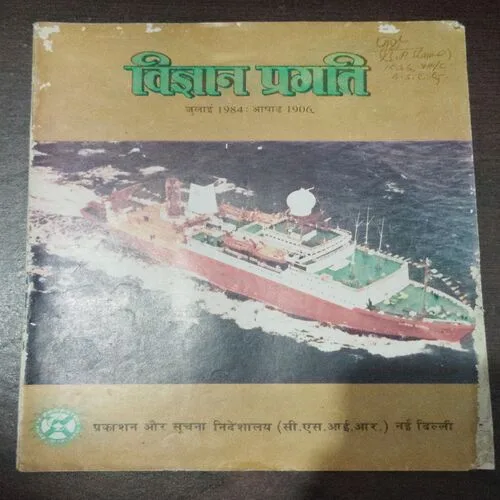 विज्ञान प्रगति
जुलाई 1984: आषाढ़ 1906
प्रकाशन और सूचना निदेशालय (सी.एस.आई.आर.) नई दिल्ली